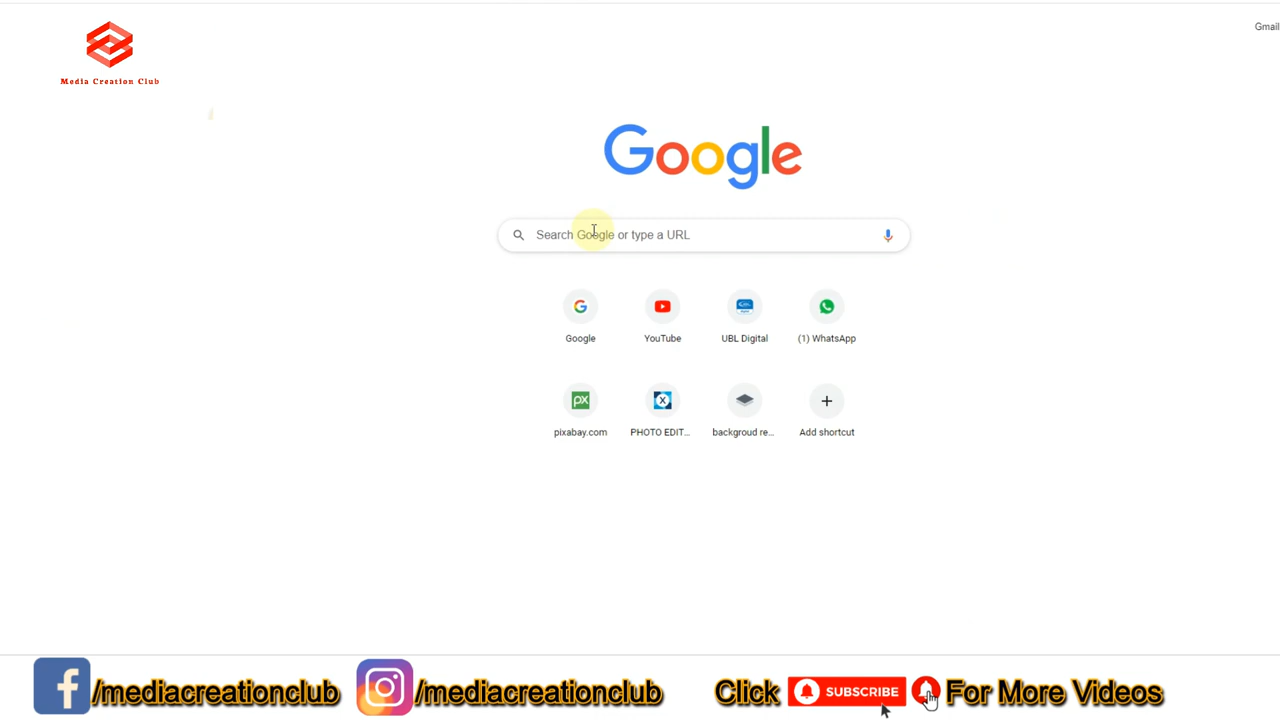 Gmail
Media Creation Club
Google
Search Google or type a URL
Google
YouTube
UBL Digital
(1) WhatsApp
px
X
pixabay.com
PHOTO EDIT...
backgroud re...
Add shortcut
f/mediacreationclub
/mediacreationclub
Click SUBSCRIBE For More Videos